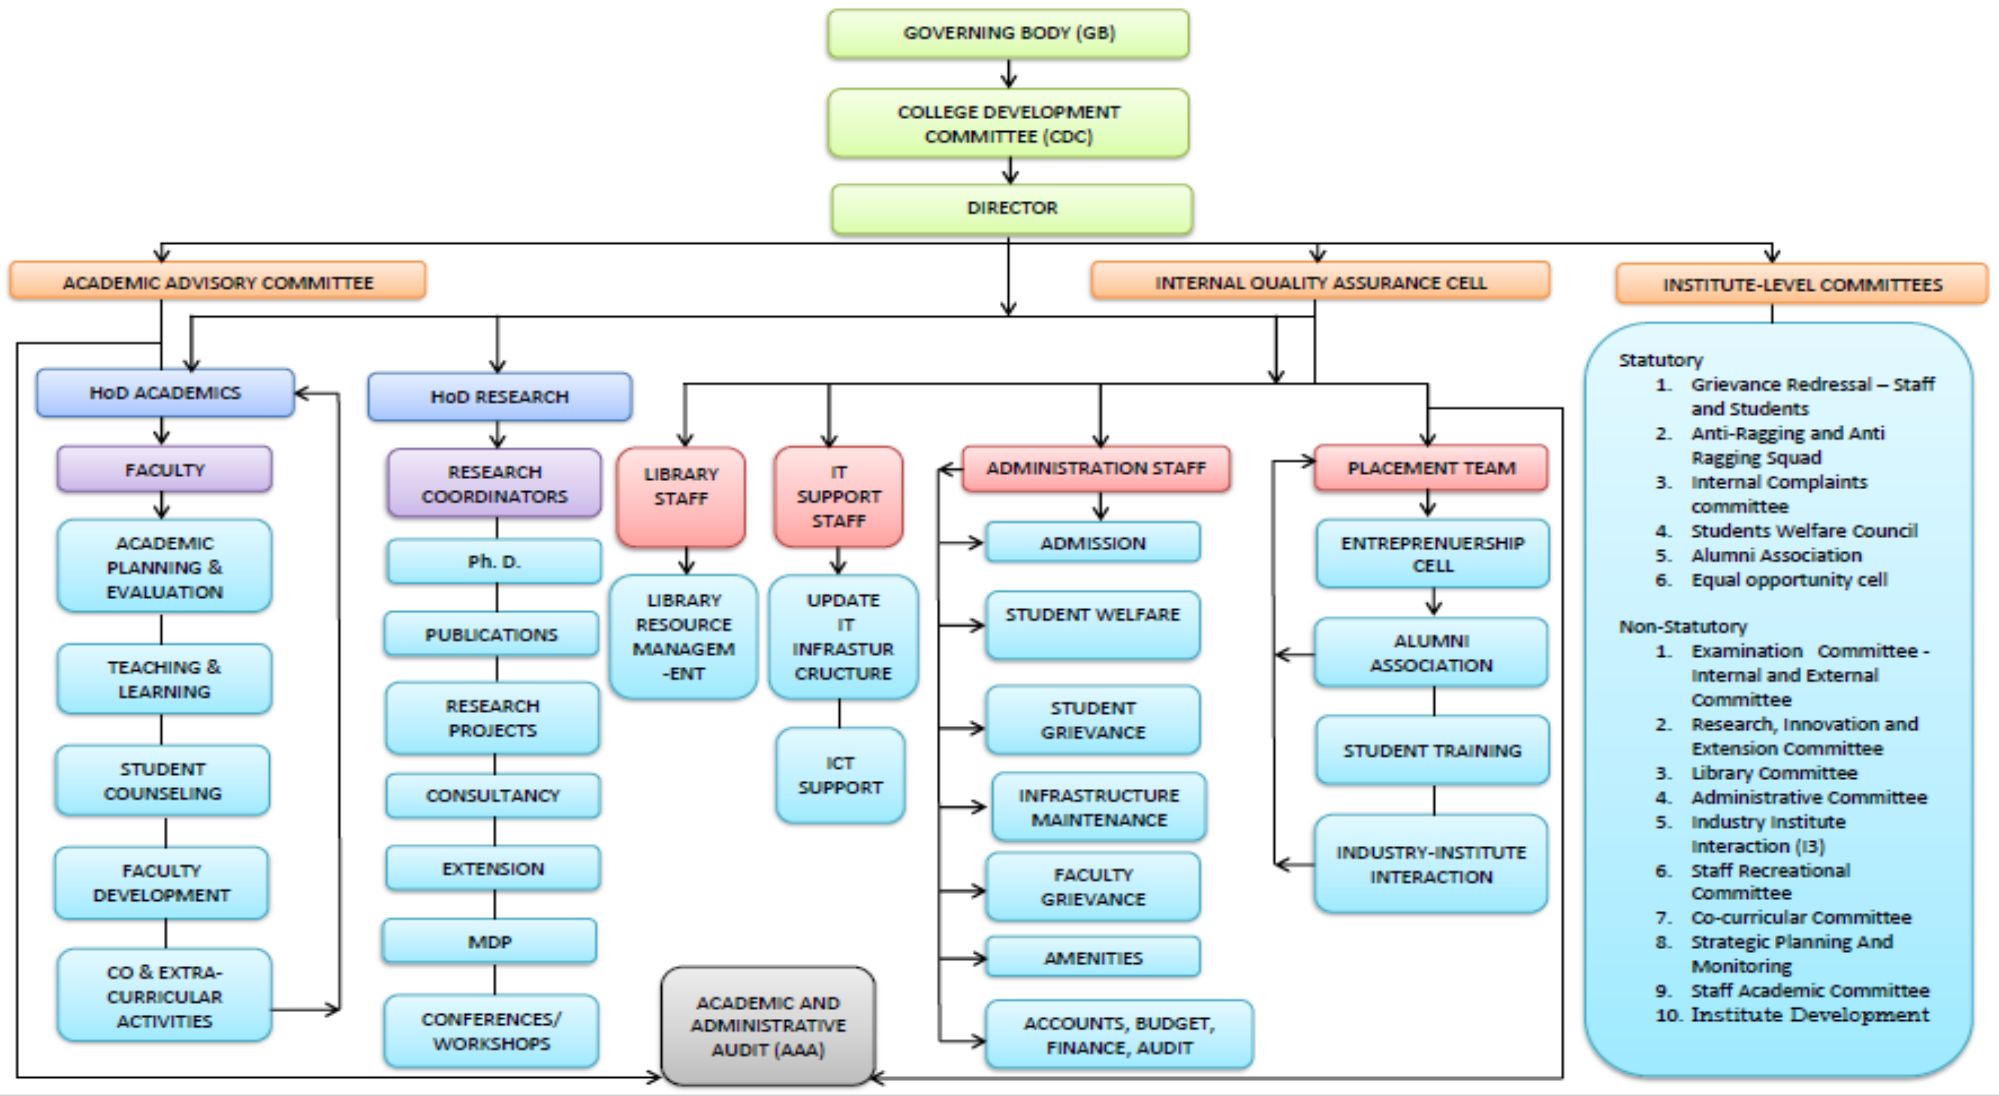 GOVERNING BODY (GB)
COLLEGE DEVELOPMENT
COMMITTEE (CDC)
DIRECTOR
ACADEMIC ADVISORY COMMITTEE
INTERNAL QUALITY ASSURANCE CELL
INSTITUTE-LEVEL COMMITTEES
HoD ACADEMICS
FACULTY
ACADEMIC
PLANNING &
EVALUATION
TEACHING &
LEARNING
STUDENT
COUNSELING
FACULTY
DEVELOPMENT
CO & EXTRA-
CURRICULAR
ACTIVITIES
HoD RESEARCH
RESEARCH
COORDINATORS
Ph. D.
PUBLICATIONS
RESEARCH
PROJECTS
CONSULTANCY
EXTENSION
MDP
CONFERENCES/
WORKSHOPS
LIBRARY
STAFF
LIBRARY
RESOURCE
MANAGEM
-ENT
IT
SUPPORT
STAFF
UPDATE
IT
INFRASTUR
CRUCTURE
ICT
SUPPORT
ACADEMIC AND
ADMINISTRATIVE
AUDIT (AAA)
ADMINISTRATION STAFF
ADMISSION
STUDENT WELFARE
STUDENT
GRIEVANCE
INFRASTRUCTURE
MAINTENANCE
FACULTY
GRIEVANCE
AMENITIES
ACCOUNTS, BUDGET,
FINANCE, AUDIT
PLACEMENT TEAM
ENTREPRENUERSHIP
CELL
ALUMNI
ASSOCIATION
STUDENT TRAINING
INDUSTRY-INSTITUTE
INTERACTION
Statutory
1. Grievance Redressal – Staff
and Students
2. Anti-Ragging and Anti
Ragging Squad
3. Internal Complaints
committee
4. Students Welfare Council
5. Alumni Association
6. Equal opportunity cell
Non-Statutory
1. Examination Committee -
Internal and External
Committee
2. Research, Innovation and
Extension Committee
3. Library Committee
4. Administrative Committee
5. Industry Institute
Interaction (I3)
6. Staff Recreational
Committee
7. Co-curricular Committee
8. Strategic Planning And
Monitoring
9. Staff Academic Committee
10. Institute Development